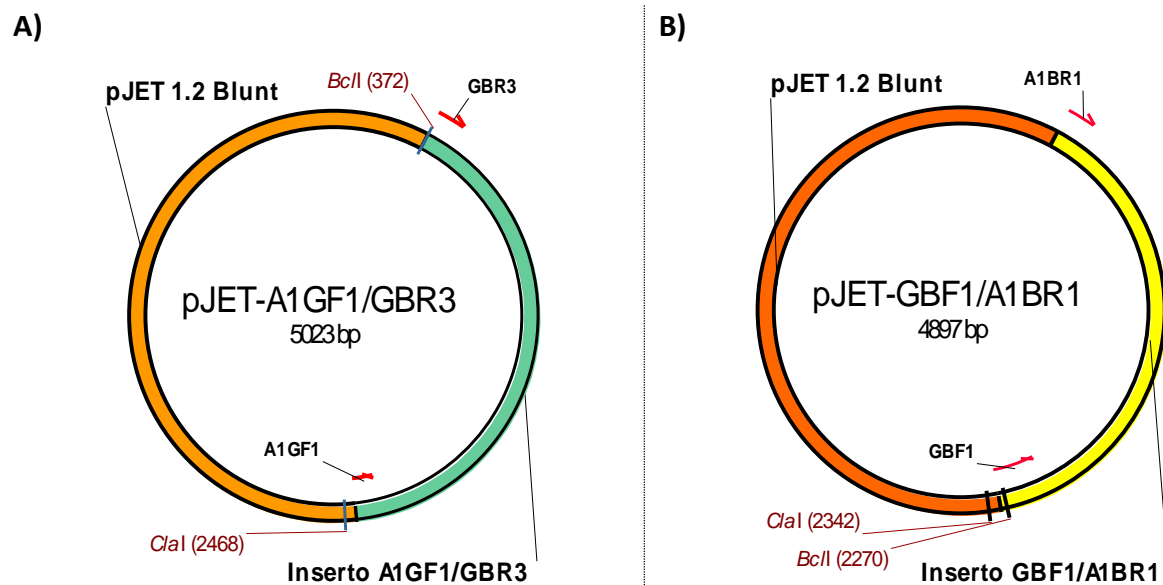 A)
BclI (372)
GBR3
pJET 1.2 Blunt
pJET-A1GF1/GBR3
5023 bp
A1GF1
ClaI (2468)
Inserto A1GF1/GBR3
B)
A1BR1
pJET 1.2 Blunt
pJET-GBF1/A1BR1
4897 bp
GBF1
ClaI (2342)
BclI (2270)
Inserto GBF1/A1BR1